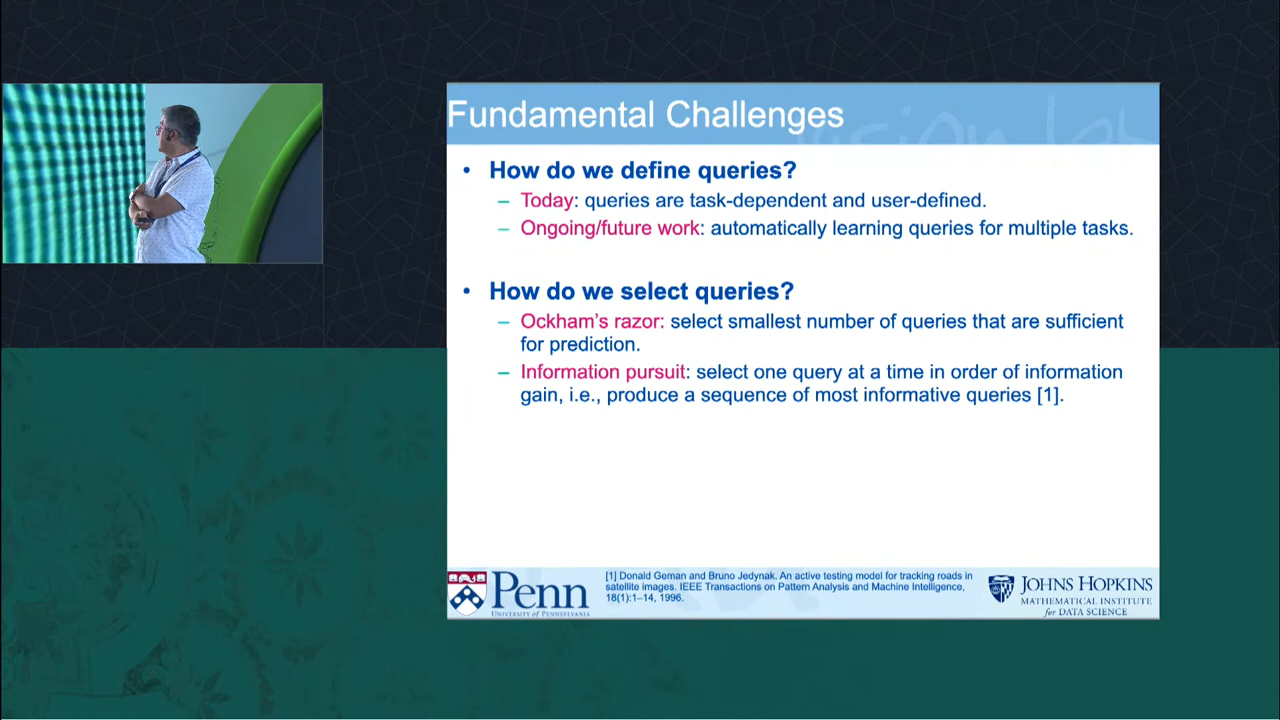 Fundamental Challenges
• How do we define queries?
– Today: queries are task-dependent and user-defined.
– Ongoing/future work: automatically learning queries for multiple tasks.
• How do we select queries?
– Ockham's razor: select smallest number of queries that are sufficient
for prediction.
– Information pursuit: select one query at a time in order of information
gain, i.e., produce a sequence of most informative queries [1].
Penn
UNIVERSITY of PENNSYLVANIA
[1] Donald Geman and Bruno Jedynak. An active testing model for tracking roads in
satellite images. IEEE Transactions on Pattern Analysis and Machine Intelligence,
18(1):1–14, 1996.
JOHNS HOPKINS
MATHEMATICAL INSTITUTE
for DATA SCIENCE